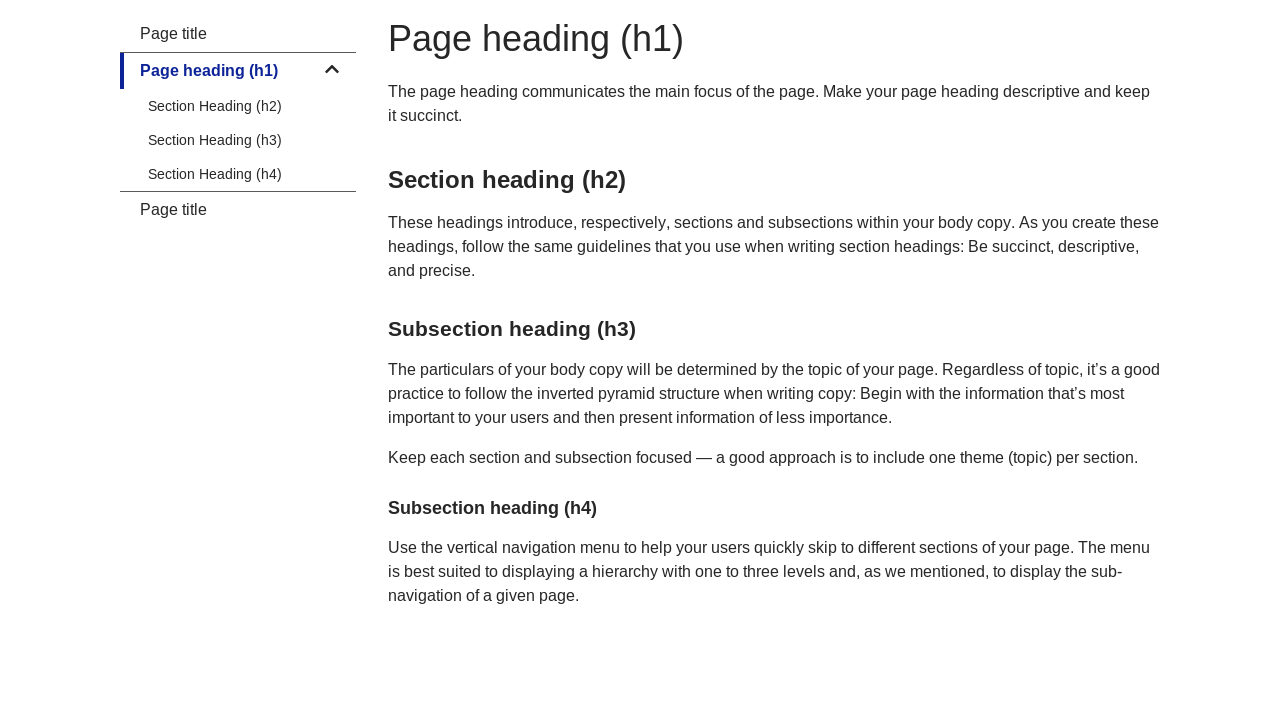 Page title
Page heading (h1)
Section Heading (h2)
Section Heading (h3)
Section Heading (h4)
Page title
Page heading (h1)
The page heading communicates the main focus of the page. Make your page heading descriptive and keep
it succinct.
Section heading (h2)
These headings introduce, respectively, sections and subsections within your body copy. As you create these
headings, follow the same guidelines that you use when writing section headings: Be succinct, descriptive,
and precise.
Subsection heading (h3)
The particulars of your body copy will be determined by the topic of your page. Regardless of topic, it’s a good
practice to follow the inverted pyramid structure when writing copy: Begin with the information that’s most
important to your users and then present information of less importance.
Keep each section and subsection focused — a good approach is to include one theme (topic) per section.
Subsection heading (h4)
Use the vertical navigation menu to help your users quickly skip to different sections of your page. The menu
is best suited to displaying a hierarchy with one to three levels and, as we mentioned, to display the sub-
navigation of a given page.